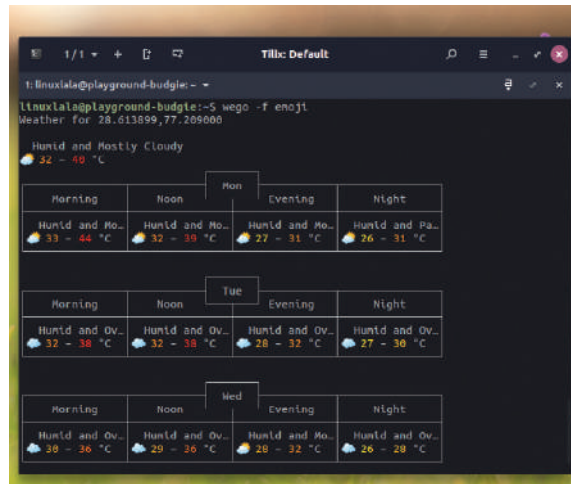 1/1
Tilix: Default
1: linuxlala@playground-budgie: ~
linuxlala@playground-budgie:~$ wego -f emoji
Weather for 28.613899,77.209000
Humid and Mostly Cloudy
32 – 40 °C
Mon
Morning Noon Evening Night
Humid and Mo… Humid and Mo… Humid and Mo… Humid and Pa…
33 – 44 °C 32 – 39 °C 27 – 31 °C 26 – 31 °C
Tue
Morning Noon Evening Night
Humid and Ov… Humid and Ov… Humid and Ov… Humid and Ov…
32 – 38 °C 32 – 38 °C 28 – 32 °C 27 – 30 °C
Wed
Morning Noon Evening Night
Humid and Ov… Humid and Ov… Humid and Mo… Humid and Ov…
30 – 36 °C 29 – 36 °C 28 – 32 °C 26 – 28 °C